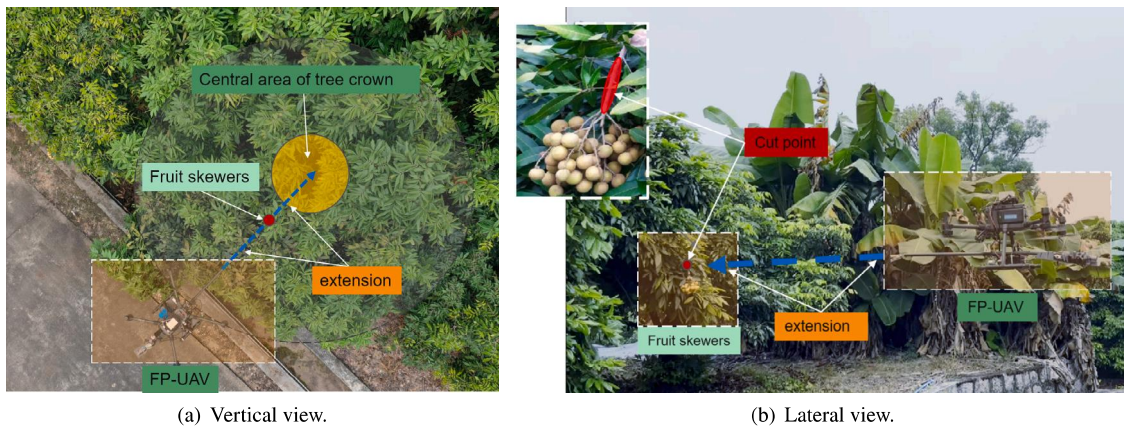 Central area of tree crown
Fruit skewers
extension
FP-UAV
(a) Vertical view.
Cut point
FP-UAV
extension
Fruit skewers
(b) Lateral view.